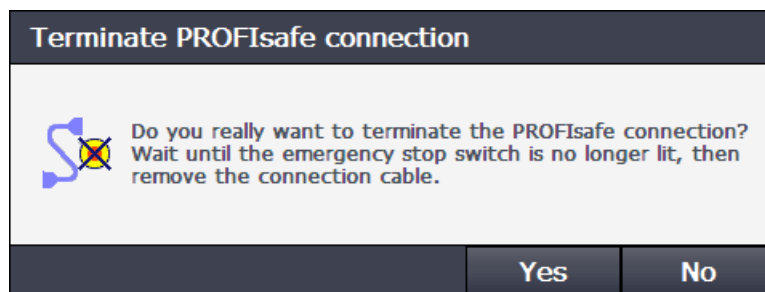 Terminate PROFIsafe connection
Do you really want to terminate the PROFIsafe connection?
Wait until the emergency stop switch is no longer lit, then
remove the connection cable.
Yes
No